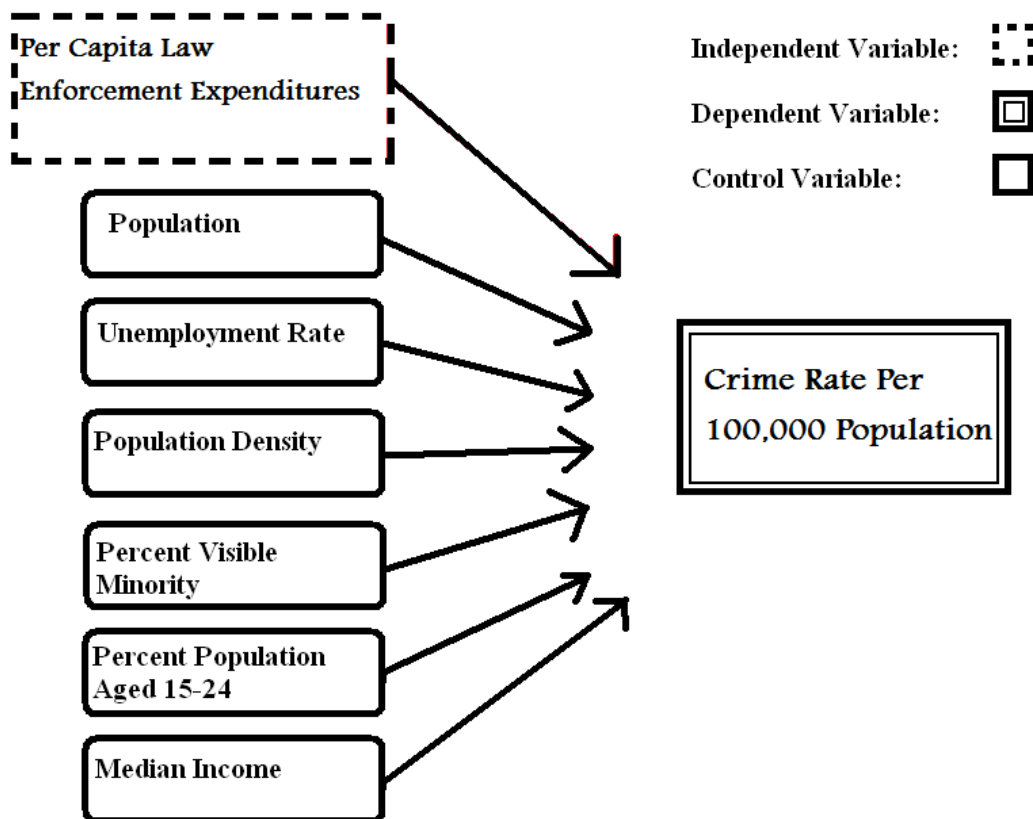 Per Capita Law
Enforcement Expenditures
Population
Unemployment Rate
Population Density
Percent Visible
Minority
Percent Population
Aged 15-24
Median Income
Independent Variable:
Dependent Variable:
Control Variable:
Crime Rate Per
100,000 Population